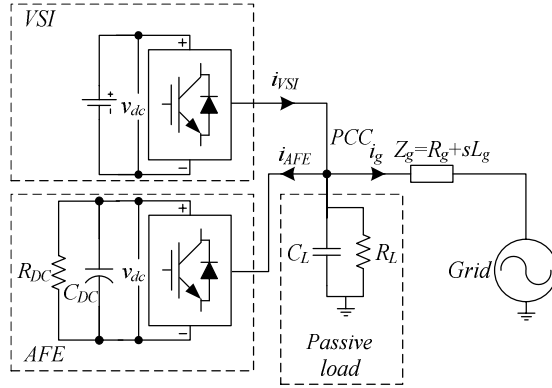 VSI
+
+
v_dc
−
i_VSI
PCC
i_AFE
i_g
Z_g=R_g+sL_g
+
R_DC
C_DC
v_dc
−
AFE
C_L
R_L
Grid
Passive
load